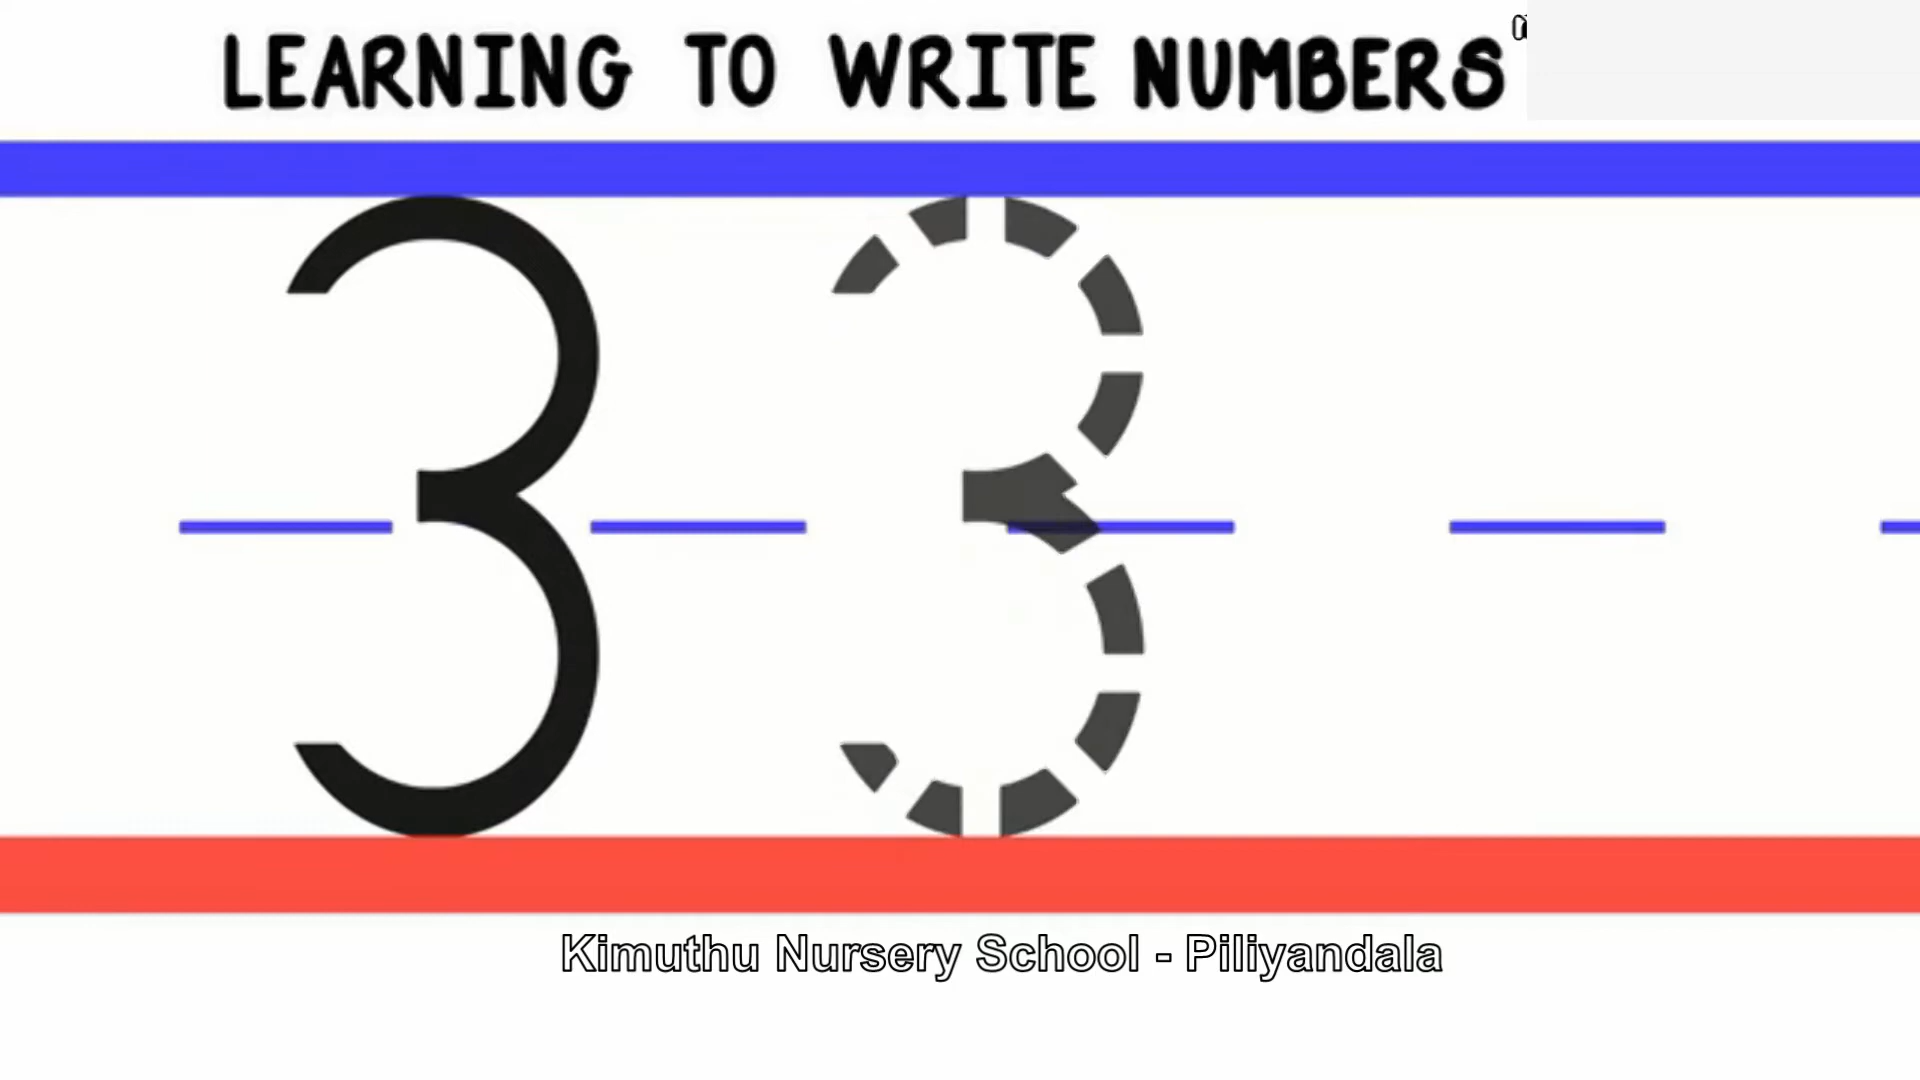 LEARNING TO WRITE NUMBERS
3 3
Kimuthu Nursery School - Piliyandala